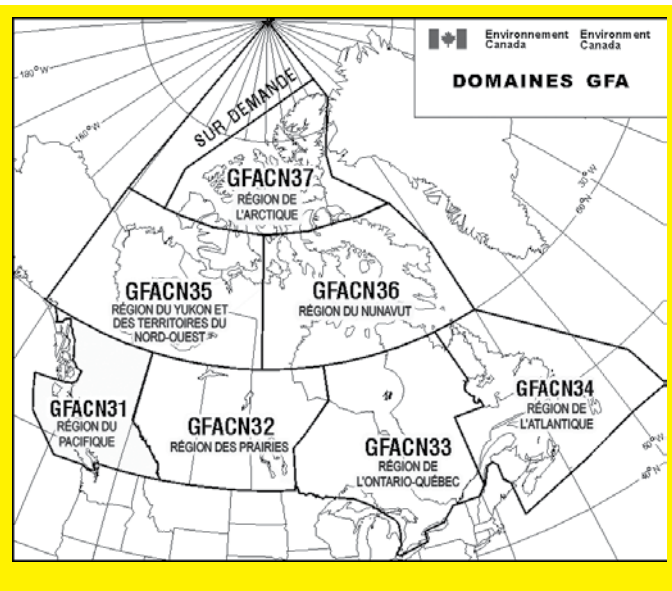 Environnement Environment
Canada Canada
DOMAINES GFA
180°W
160°W
SUR DEMANDE
30°W
60°W
GFACN37
RÉGION DE
L'ARCTIQUE
GFACN35
RÉGION DU YUKON ET
DES TERRITOIRES DU
NORD-OUEST
GFACN36
RÉGION DU NUNAVUT
GFACN34
RÉGION DE
L'ATLANTIQUE
GFACN31
RÉGION DU
PACIFIQUE
GFACN32
RÉGION DES PRAIRIES
GFACN33
RÉGION DE
L'ONTARIO-QUÉBEC
40°N